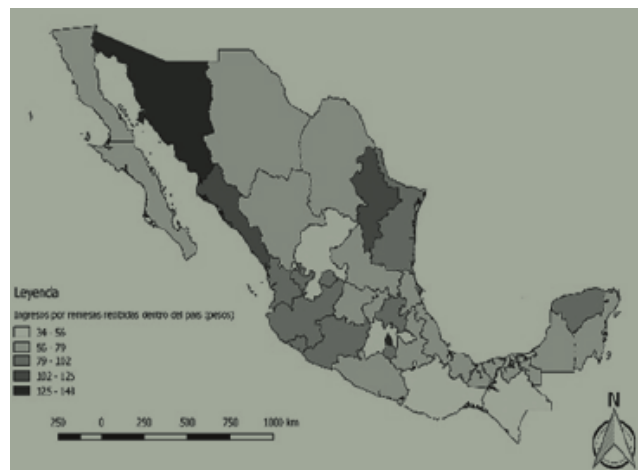 Leyenda
Ingresos por remesas recibidas dentro del país (pesos)
34 - 56
56 - 79
79 - 102
102 - 125
125 - 148
250 0 250 500 750 1000 km
N